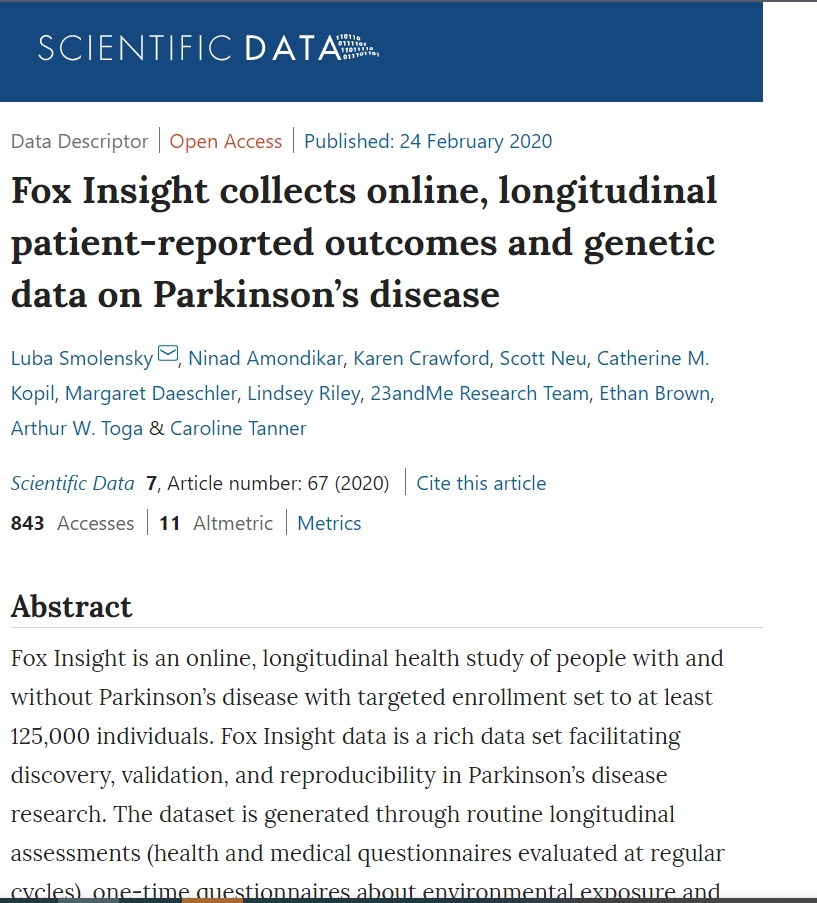 SCIENTIFIC DATA
110110
0111101
11011110
011101101
Data Descriptor | Open Access | Published: 24 February 2020
Fox Insight collects online, longitudinal
patient-reported outcomes and genetic
data on Parkinson’s disease
Luba Smolensky, Ninad Amondikar, Karen Crawford, Scott Neu, Catherine M.
Kopil, Margaret Daeschler, Lindsey Riley, 23andMe Research Team, Ethan Brown,
Arthur W. Toga & Caroline Tanner
Scientific Data 7, Article number: 67 (2020) | Cite this article
843 Accesses | 11 Altmetric | Metrics
Abstract
Fox Insight is an online, longitudinal health study of people with and
without Parkinson’s disease with targeted enrollment set to at least
125,000 individuals. Fox Insight data is a rich data set facilitating
discovery, validation, and reproducibility in Parkinson’s disease
research. The dataset is generated through routine longitudinal
assessments (health and medical questionnaires evaluated at regular
cycles), one-time questionnaires about environmental exposure and